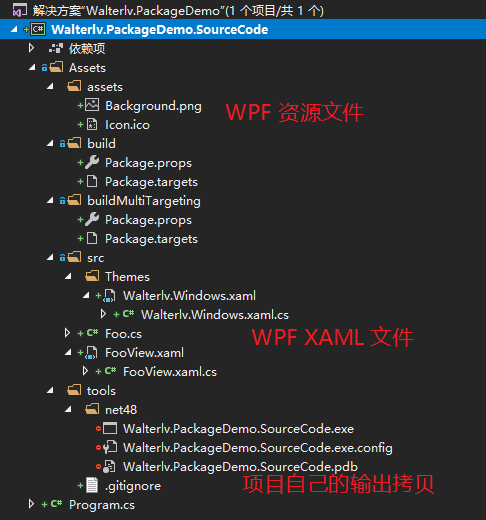 解决方案"Walterlv.PackageDemo"(1 个项目/共 1 个)
Walterlv.PackageDemo.SourceCode
依赖项
Assets
assets
Background.png
Icon.ico
WPF 资源文件
build
Package.props
Package.targets
buildMultiTargeting
Package.props
Package.targets
src
Themes
Walterlv.Windows.xaml
Walterlv.Windows.xaml.cs
Foo.cs
WPF XAML 文件
FooView.xaml
FooView.xaml.cs
tools
net48
Walterlv.PackageDemo.SourceCode.exe
Walterlv.PackageDemo.SourceCode.exe.config
Walterlv.PackageDemo.SourceCode.pdb
.gitignore
项目自己的输出拷贝
Program.cs